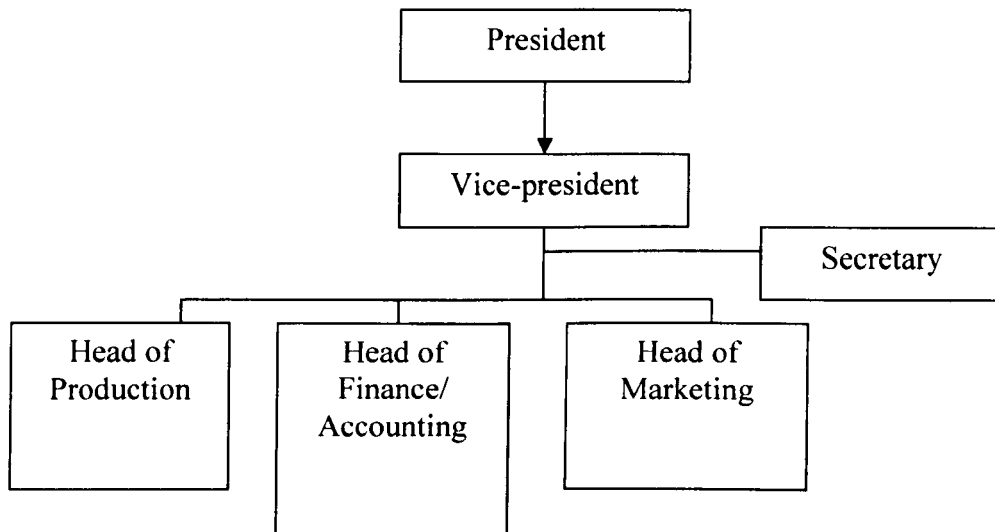 President
Vice-president
Secretary
Head of
Production
Head of
Finance/
Accounting
Head of
Marketing